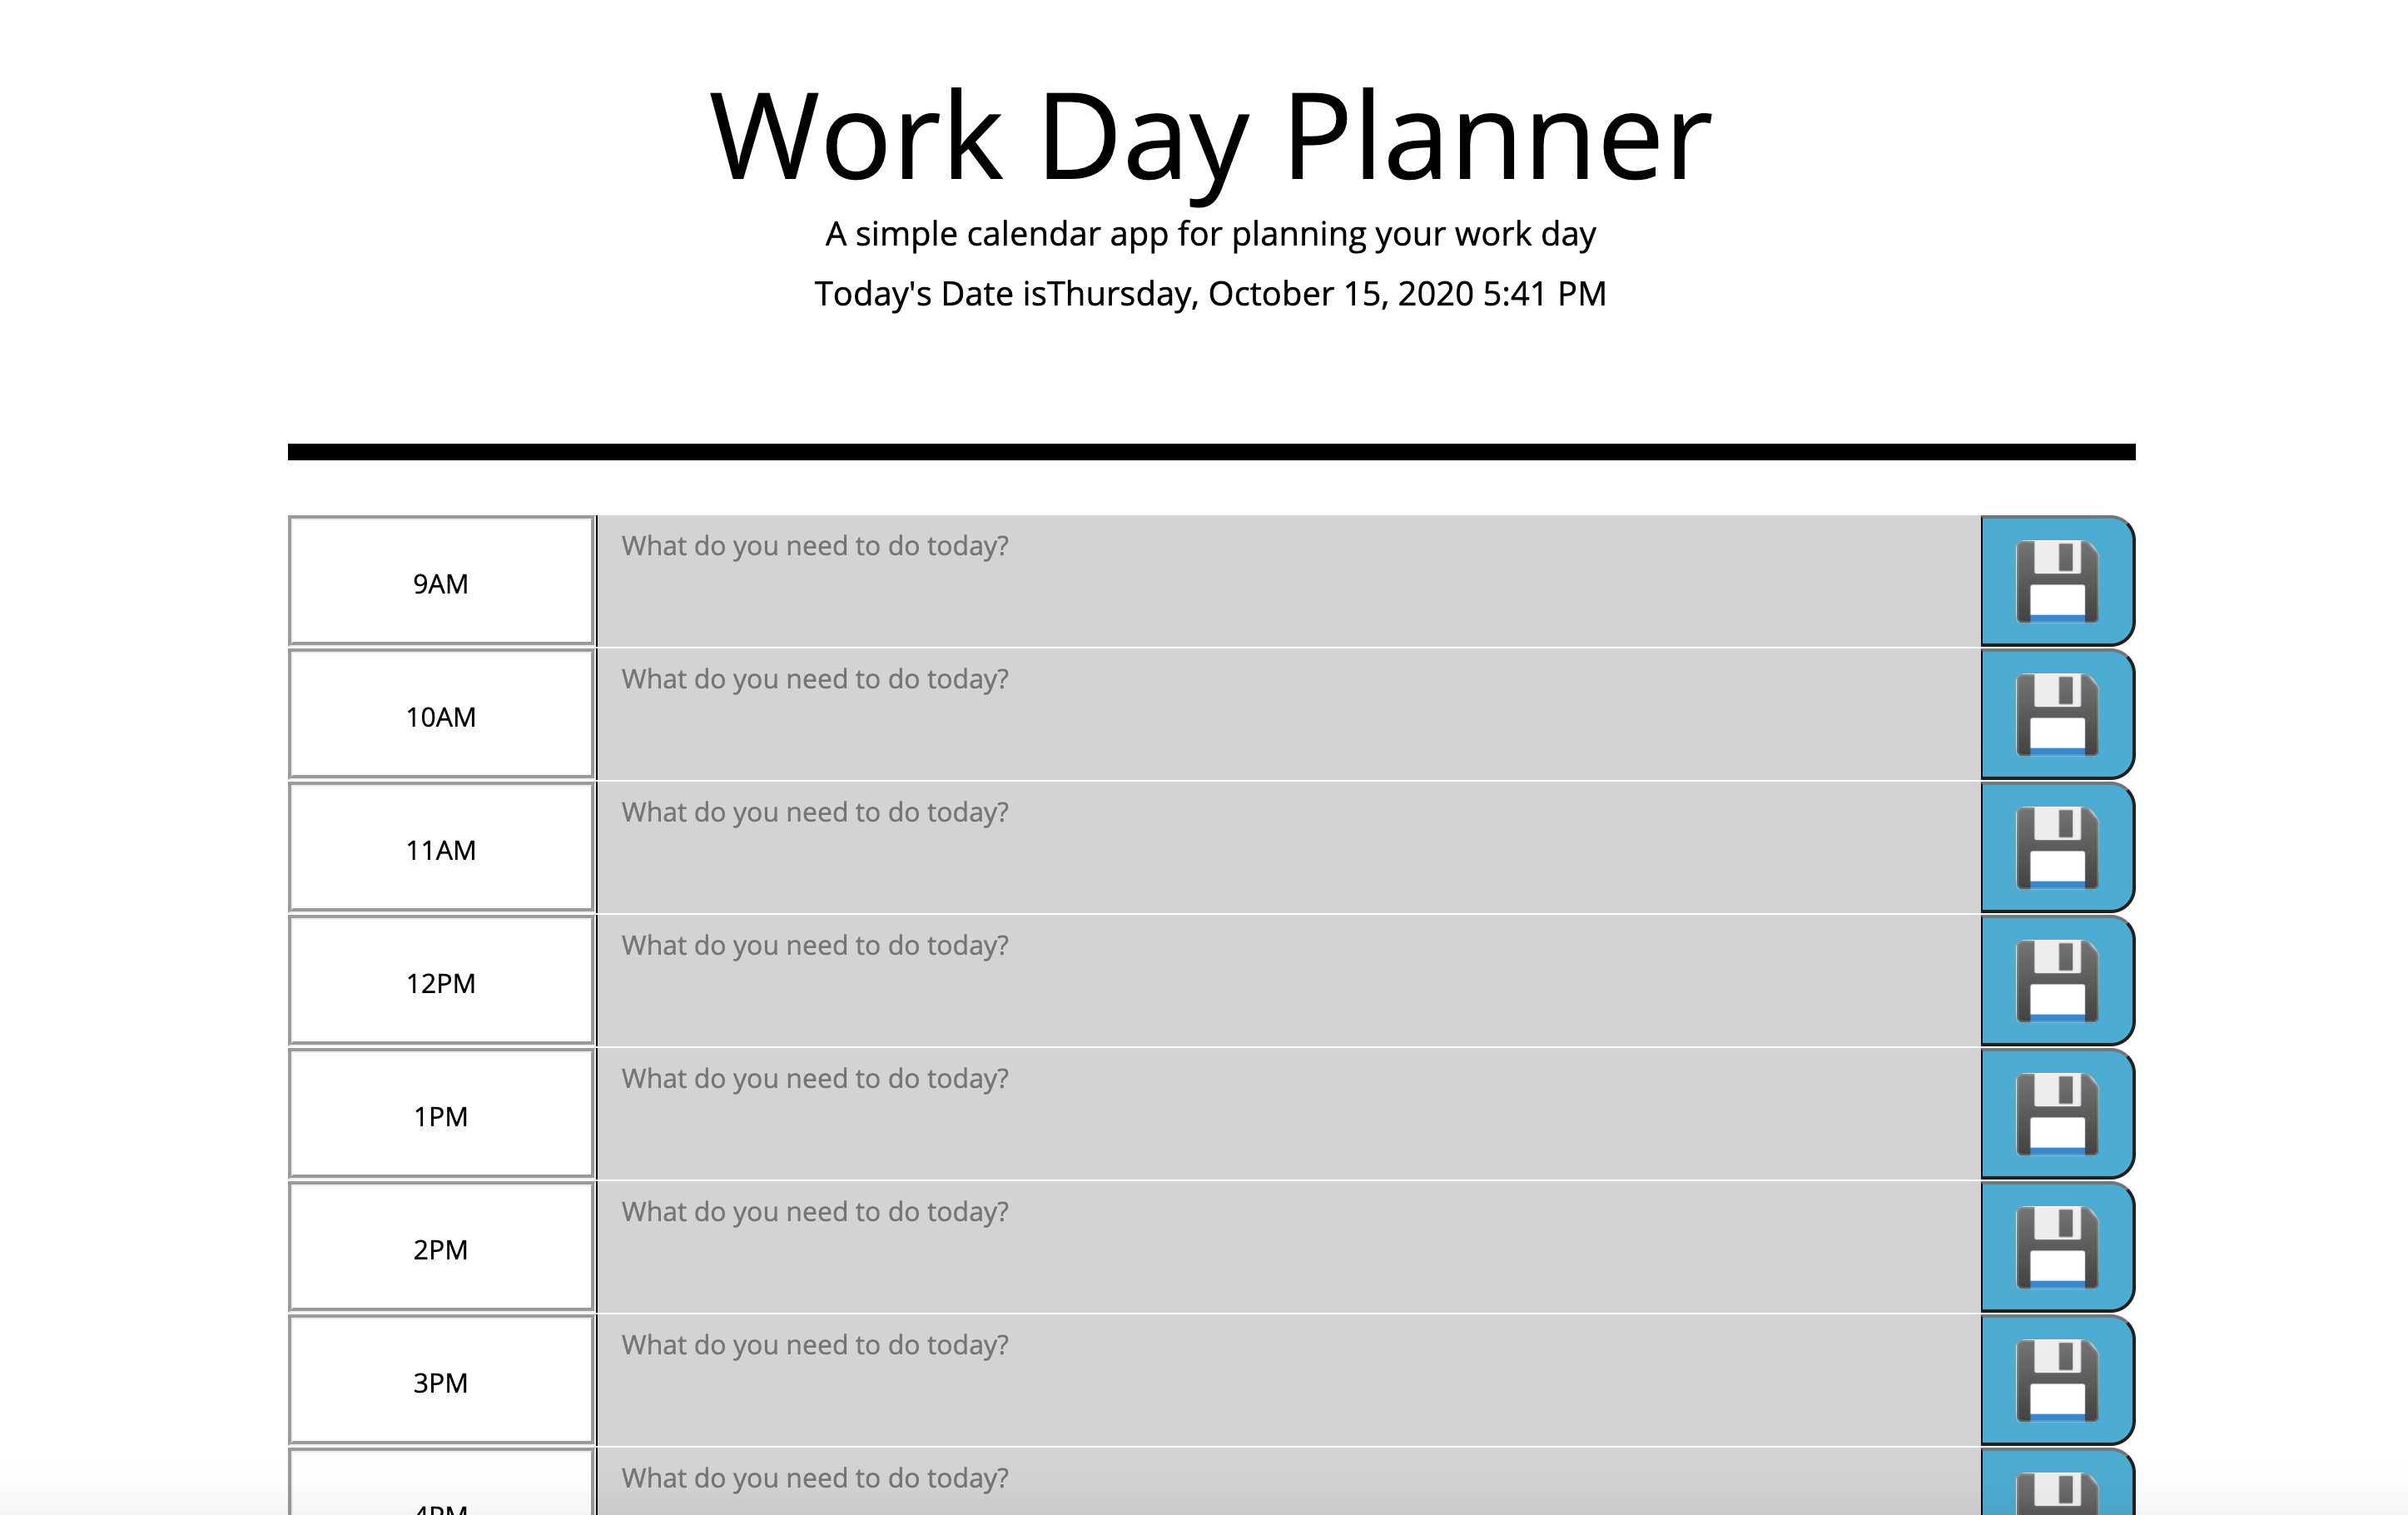 Work Day Planner
A simple calendar app for planning your work day
Today's Date isThursday, October 15, 2020 5:41 PM
9AM
What do you need to do today?
10AM
What do you need to do today?
11AM
What do you need to do today?
12PM
What do you need to do today?
1PM
What do you need to do today?
2PM
What do you need to do today?
3PM
What do you need to do today?
4PM
What do you need to do today?